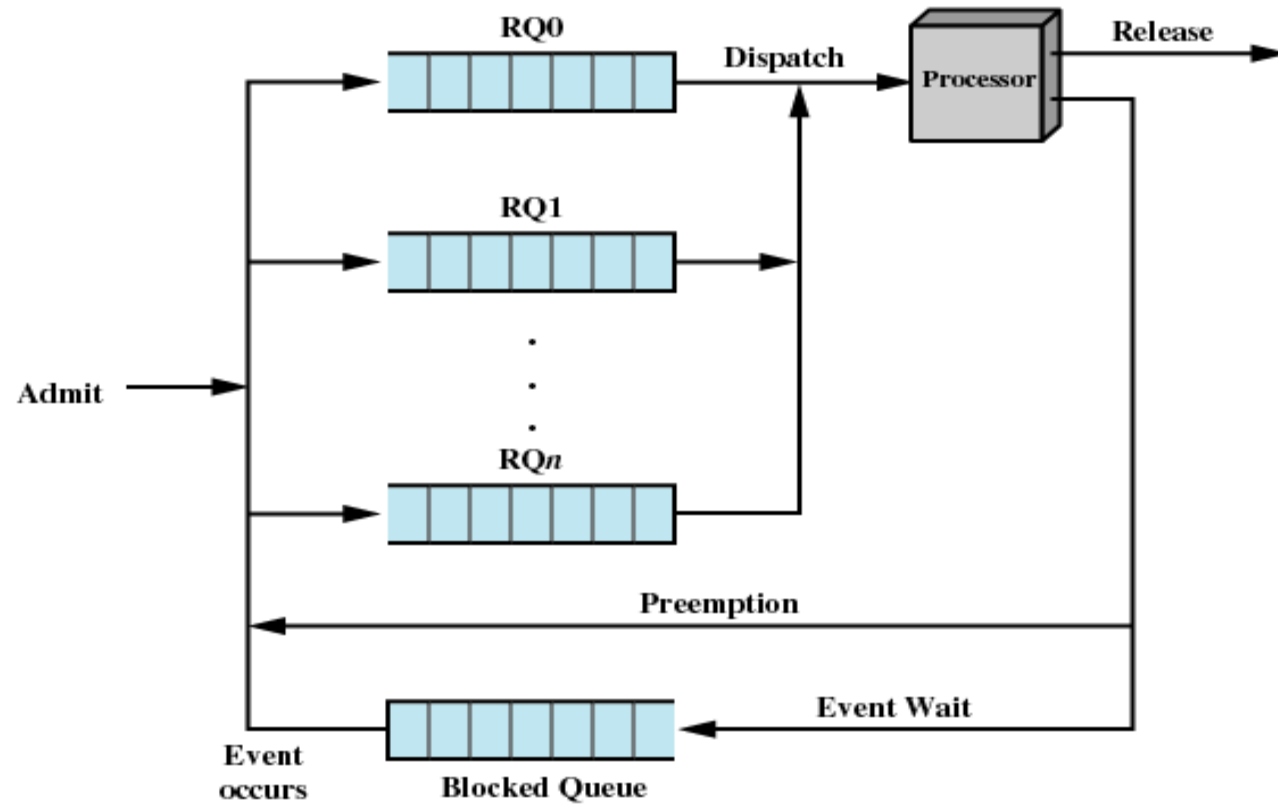 RQ0
Release
Dispatch
Processor
RQ1
.
.
.
Admit
RQn
Preemption
Event Wait
Event
occurs
Blocked Queue